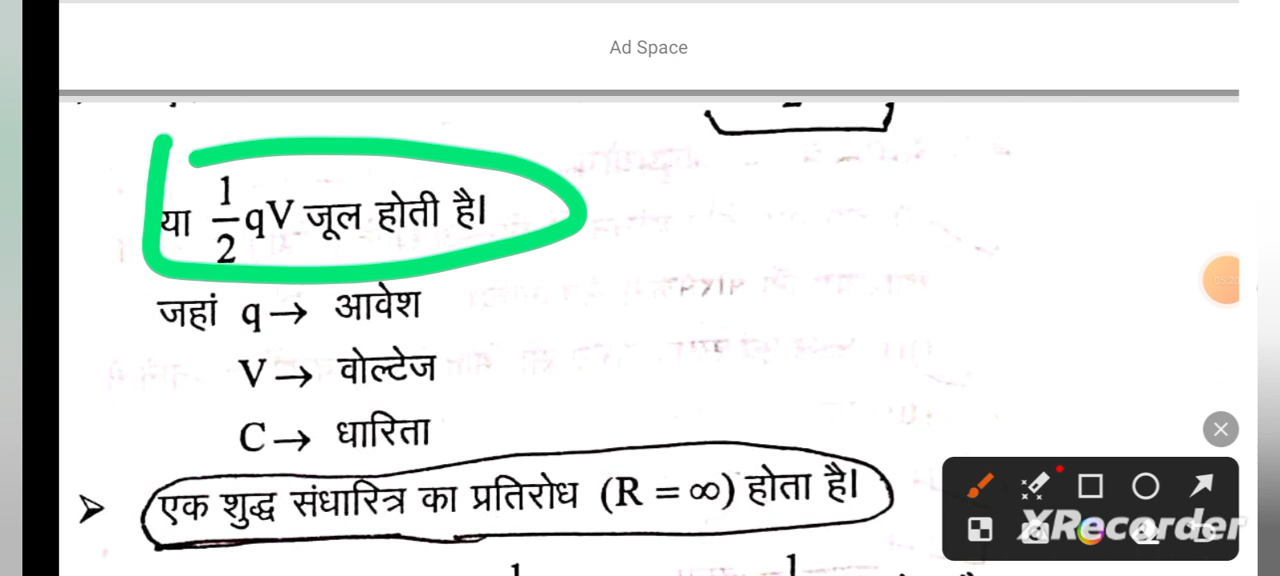 Ad Space
या 1/2 qV जूल होती है।
जहां q→ आवेश
V→ वोल्टेज
C→ धारिता
➢ एक शुद्ध संधारित्र का प्रतिरोध (R = ∞) होता है।
XRecorder